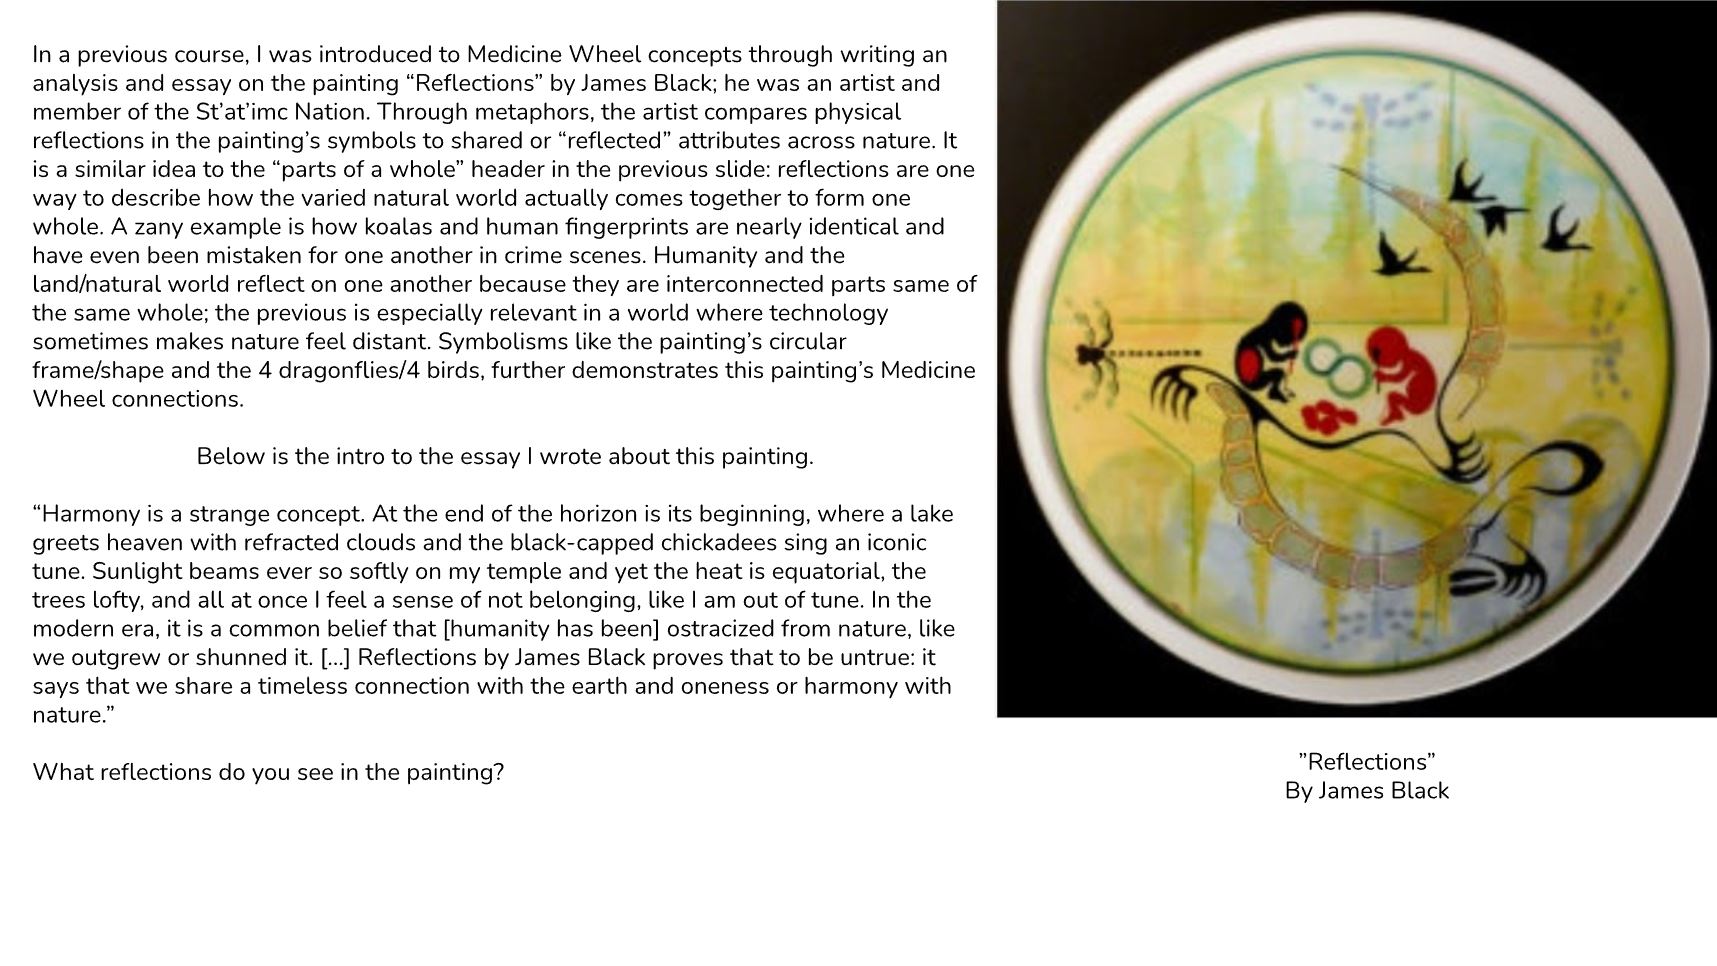 In a previous course, I was introduced to Medicine Wheel concepts through writing an
analysis and essay on the painting “Reflections” by James Black; he was an artist and
member of the St’at’imc Nation. Through metaphors, the artist compares physical
reflections in the painting’s symbols to shared or “reflected” attributes across nature. It
is a similar idea to the “parts of a whole” header in the previous slide: reflections are one
way to describe how the varied natural world actually comes together to form one
whole. A zany example is how koalas and human fingerprints are nearly identical and
have even been mistaken for one another in crime scenes. Humanity and the
land/natural world reflect on one another because they are interconnected parts same of
the same whole; the previous is especially relevant in a world where technology
sometimes makes nature feel distant. Symbolisms like the painting’s circular
frame/shape and the 4 dragonflies/4 birds, further demonstrates this painting’s Medicine
Wheel connections.
Below is the intro to the essay I wrote about this painting.
“Harmony is a strange concept. At the end of the horizon is its beginning, where a lake
greets heaven with refracted clouds and the black-capped chickadees sing an iconic
tune. Sunlight beams ever so softly on my temple and yet the heat is equatorial, the
trees lofty, and all at once I feel a sense of not belonging, like I am out of tune. In the
modern era, it is a common belief that [humanity has been] ostracized from nature, like
we outgrew or shunned it. [...] Reflections by James Black proves that to be untrue: it
says that we share a timeless connection with the earth and oneness or harmony with
nature.”
What reflections do you see in the painting?
”Reflections”
By James Black